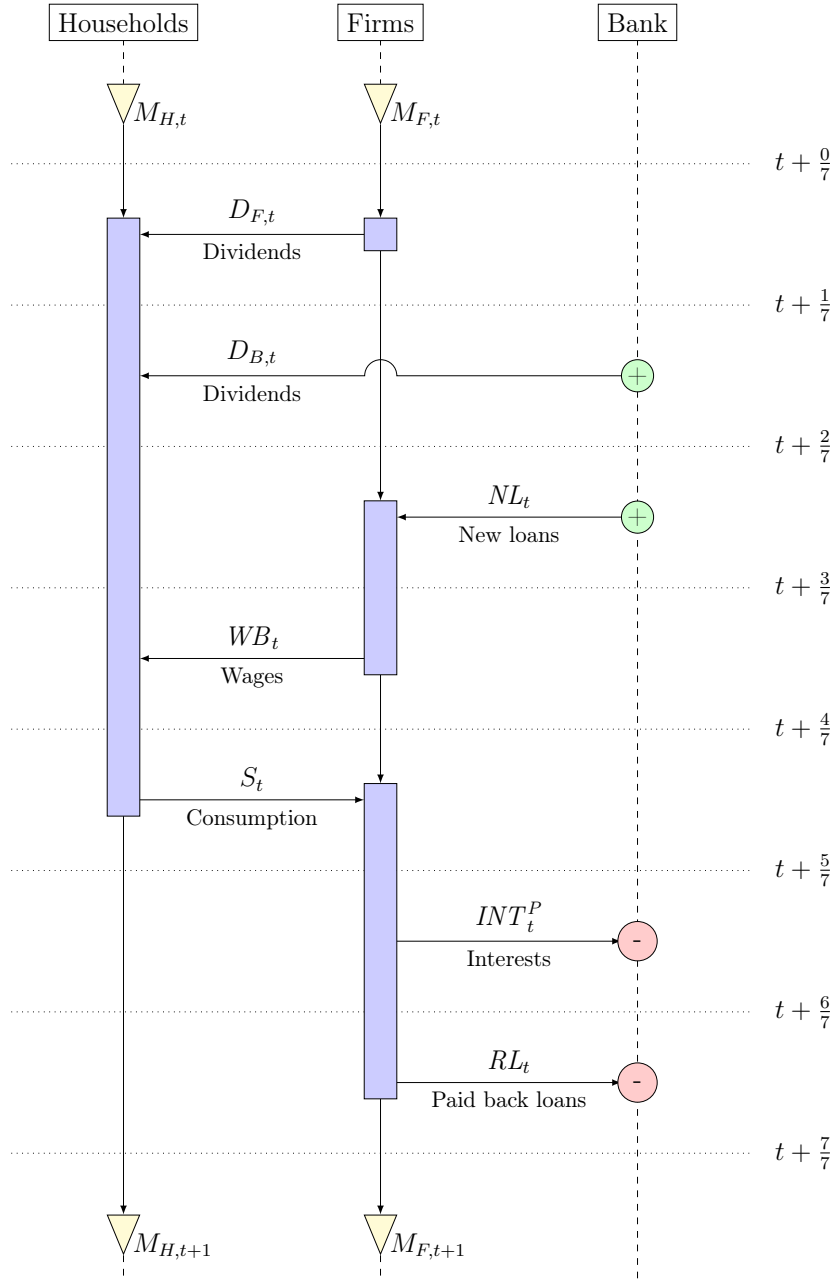 Households Firms Bank
M_{H,t} M_{F,t}
t + 0/7
D_{F,t}
Dividends
t + 1/7
D_{B,t}
Dividends
+
t + 2/7
NL_t
New loans
+
t + 3/7
WB_t
Wages
t + 4/7
S_t
Consumption
t + 5/7
INT_t^P
Interests
-
t + 6/7
RL_t
Paid back loans
-
t + 7/7
M_{H,t+1} M_{F,t+1}